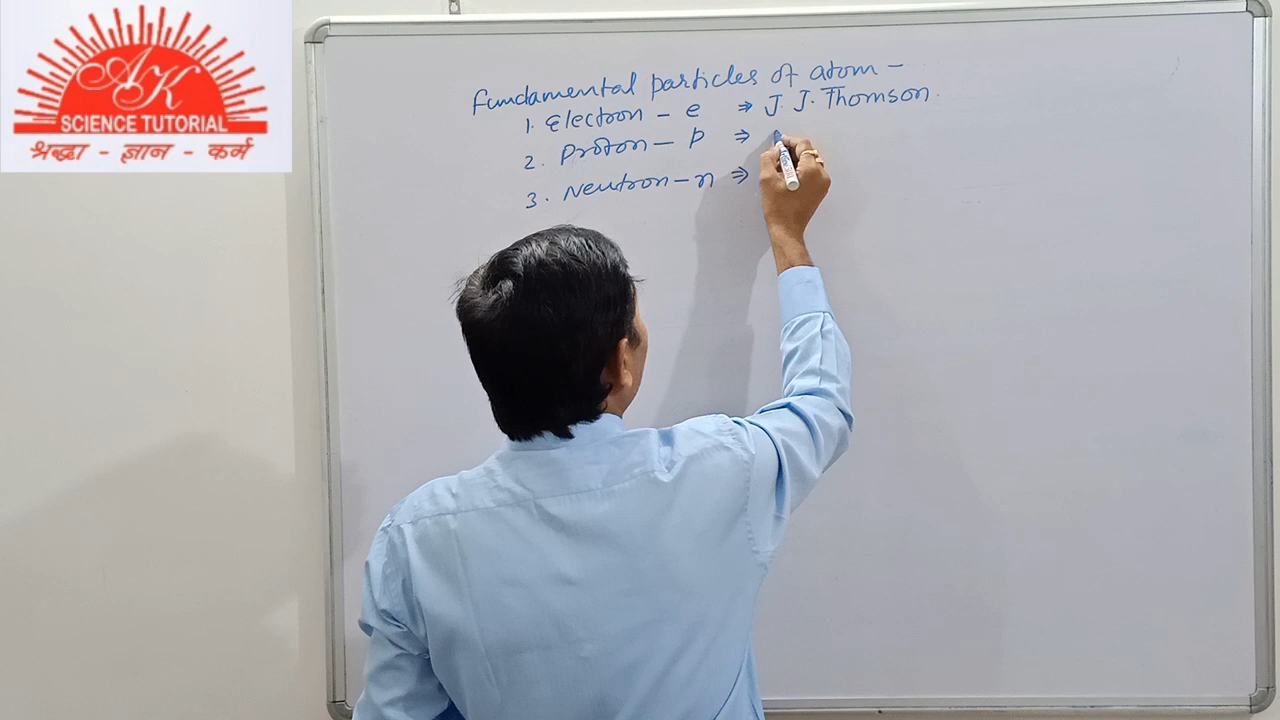 AK
SCIENCE TUTORIAL
श्रद्धा - ज्ञान - कर्म
Fundamental particles of atom -
1. Electron - e ⇒ J. J. Thomson.
2. Proton - P ⇒
3. Neutron - n ⇒